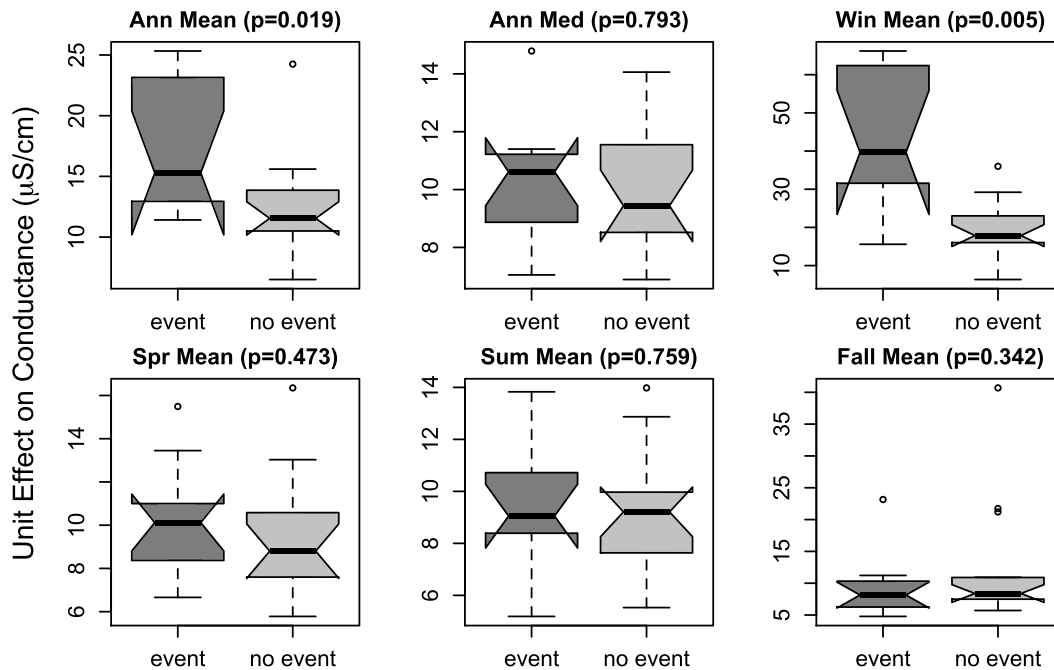 Ann Mean (p=0.019)
Ann Med (p=0.793)
Win Mean (p=0.005)
Unit Effect on Conductance (μS/cm)
25
20
15
10
event
no event
14
12
10
8
event
no event
50
30
10
event
no event
Spr Mean (p=0.473)
Sum Mean (p=0.759)
Fall Mean (p=0.342)
14
10
8
6
event
no event
14
12
10
8
6
event
no event
35
25
15
5
event
no event